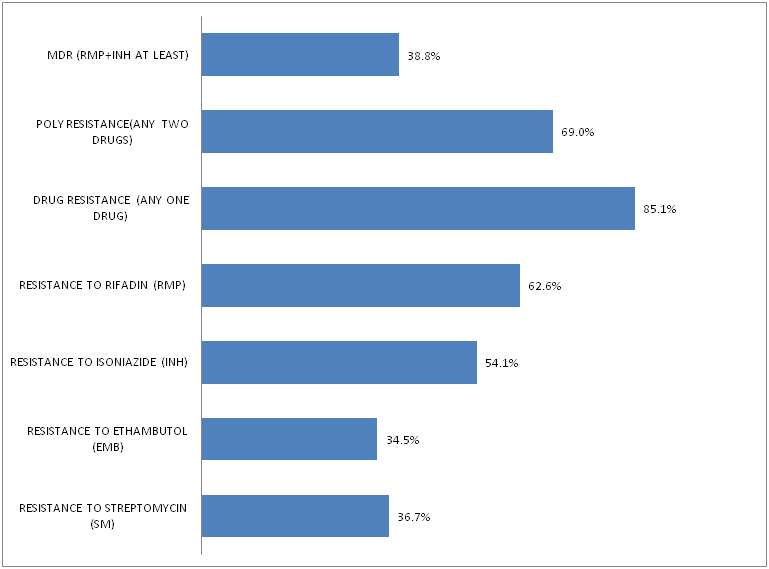 MDR (RMP+INH AT LEAST)
38.8%
POLY RESISTANCE(ANY TWO
DRUGS)
69.0%
DRUG RESISTANCE (ANY ONE
DRUG)
85.1%
RESISTANCE TO RIFADIN (RMP)
62.6%
RESISTANCE TO ISONIAZIDE (INH)
54.1%
RESISTANCE TO ETHAMBUTOL
(EMB)
34.5%
RESISTANCE TO STREPTOMYCIN
(SM)
36.7%